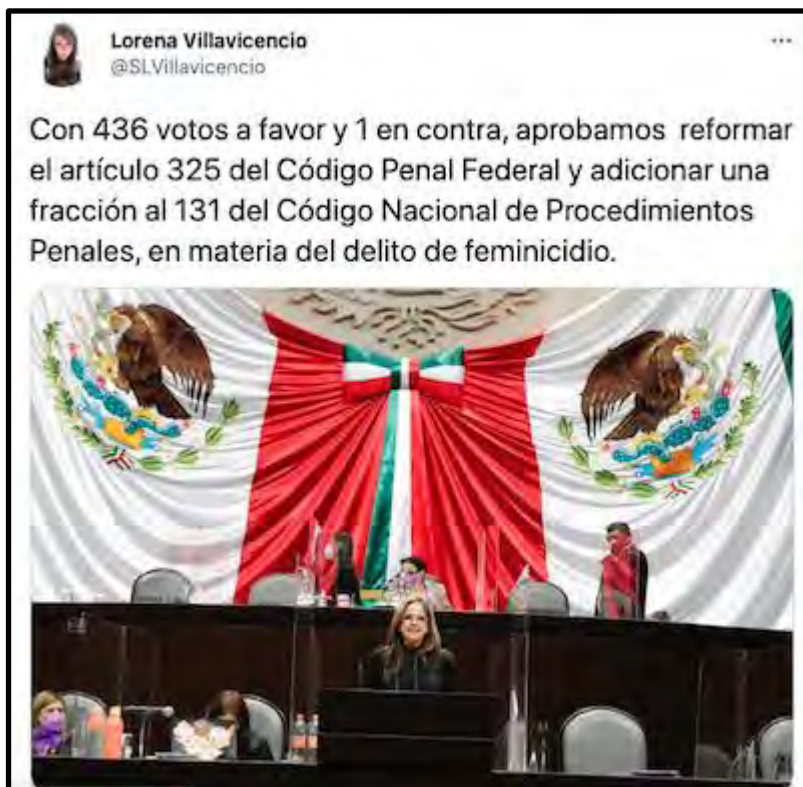 Lorena Villavicencio
@SLVillavicencio
Con 436 votos a favor y 1 en contra, aprobamos reformar
el artículo 325 del Código Penal Federal y adicionar una
fracción al 131 del Código Nacional de Procedimientos
Penales, en materia del delito de feminicidio.